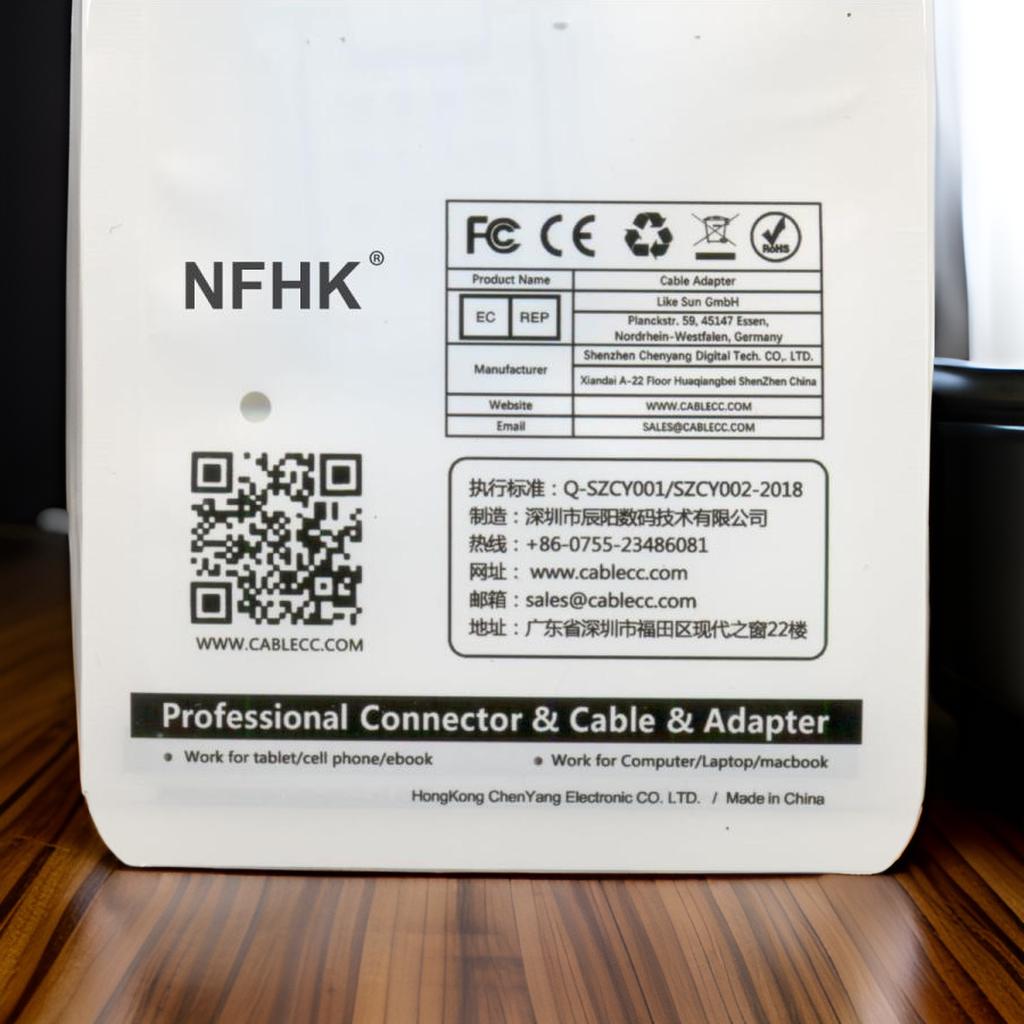 NFHK®
FC CE RoHS
Product Name Cable Adapter
EC REP Like Sun GmbH
Planckstr. 59, 45147 Essen,
Nordrhein-Westfalen, Germany
Manufacturer Shenzhen Chenyang Digital Tech. CO,. LTD.
Xiandai A-22 Floor Huaqiangbei ShenZhen China
Website WWW.CABLECC.COM
Email SALES@CABLECC.COM
WWW.CABLECC.COM
执行标准：Q-SZCY001/SZCY002-2018
制造：深圳市辰阳数码技术有限公司
热线：+86-0755-23486081
网址： www.cablecc.com
邮箱：sales@cablecc.com
地址：广东省深圳市福田区现代之窗22楼
Professional Connector & Cable & Adapter
• Work for tablet/cell phone/ebook • Work for Computer/Laptop/macbook
HongKong ChenYang Electronic CO. LTD. / Made in China